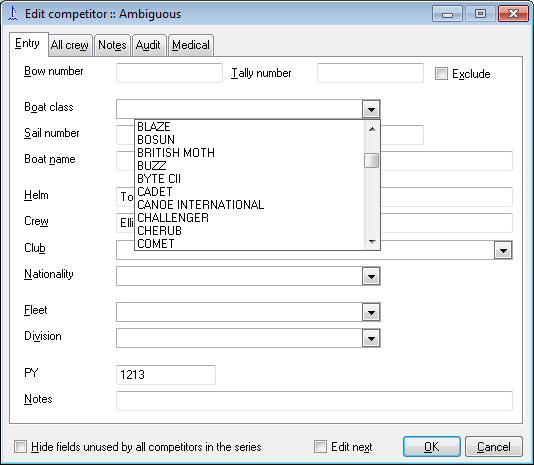 Edit competitor :: Ambiguous
Entry All crew Notes Audit Medical
Bow number Tally number Exclude
Boat class
BLAZE
BOSUN
BRITISH MOTH
BUZZ
BYTE CII
CADET
CANOE INTERNATIONAL
CHALLENGER
CHERUB
COMET
Sail number
Boat name
Helm To
Crew Elli
Club
Nationality
Fleet
Division
PY 1213
Notes
Hide fields unused by all competitors in the series Edit next OK Cancel